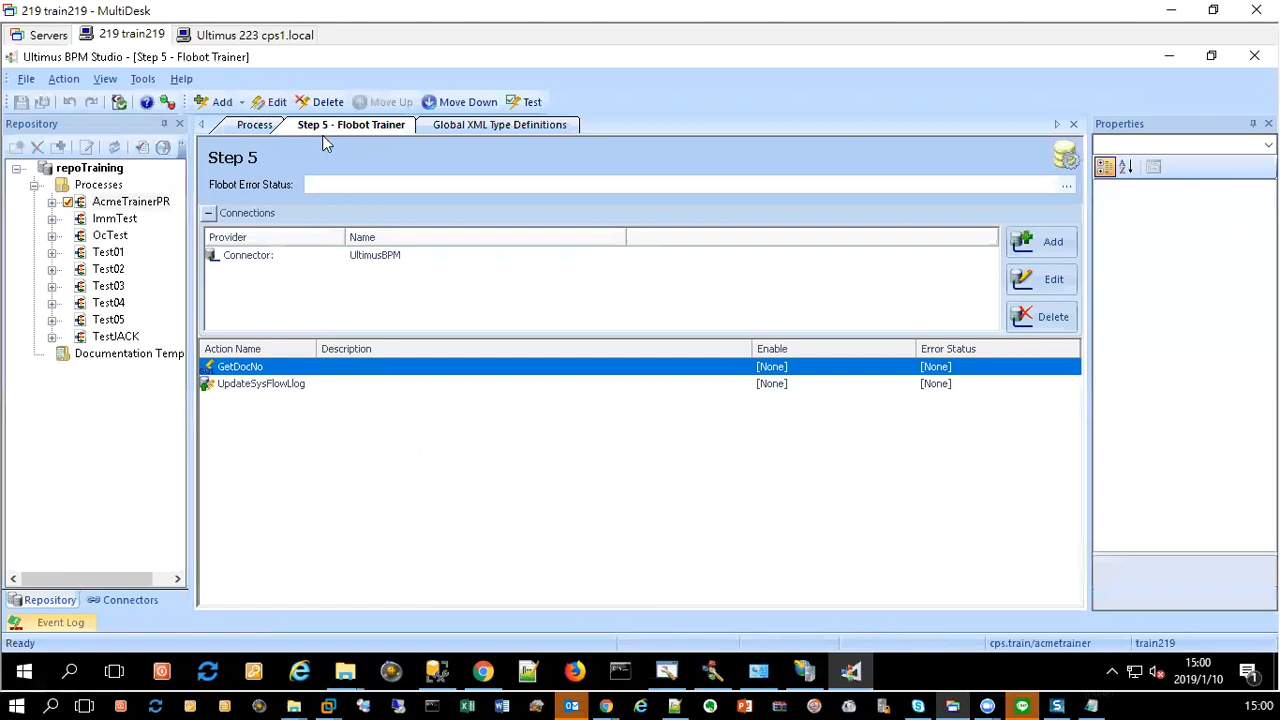 219 train219 - MultiDesk
Servers 219 train219 Ultimus 223 cps1.local
Ultimus BPM Studio - [Step 5 - Flobot Trainer]
File Action View Tools Help
Add Edit Delete Move Up Move Down Test
Repository
Process Step 5 - Flobot Trainer Global XML Type Definitions
Properties
repoTraining
Processes
AcmeTrainerPR
ImmTest
OcTest
Test01
Test02
Test03
Test04
Test05
TestJACK
Documentation Temp
Repository Connectors
Step 5
Flobot Error Status: ...
Connections
Provider Name
Connector: UltimusBPM
Add
Edit
Delete
Action Name Description Enable Error Status
GetDocNo [None] [None]
UpdateSysFlowLlog [None] [None]
Event Log
Ready cps.train/acmetrainer train219
15:00
2019/1/10
1
15:00